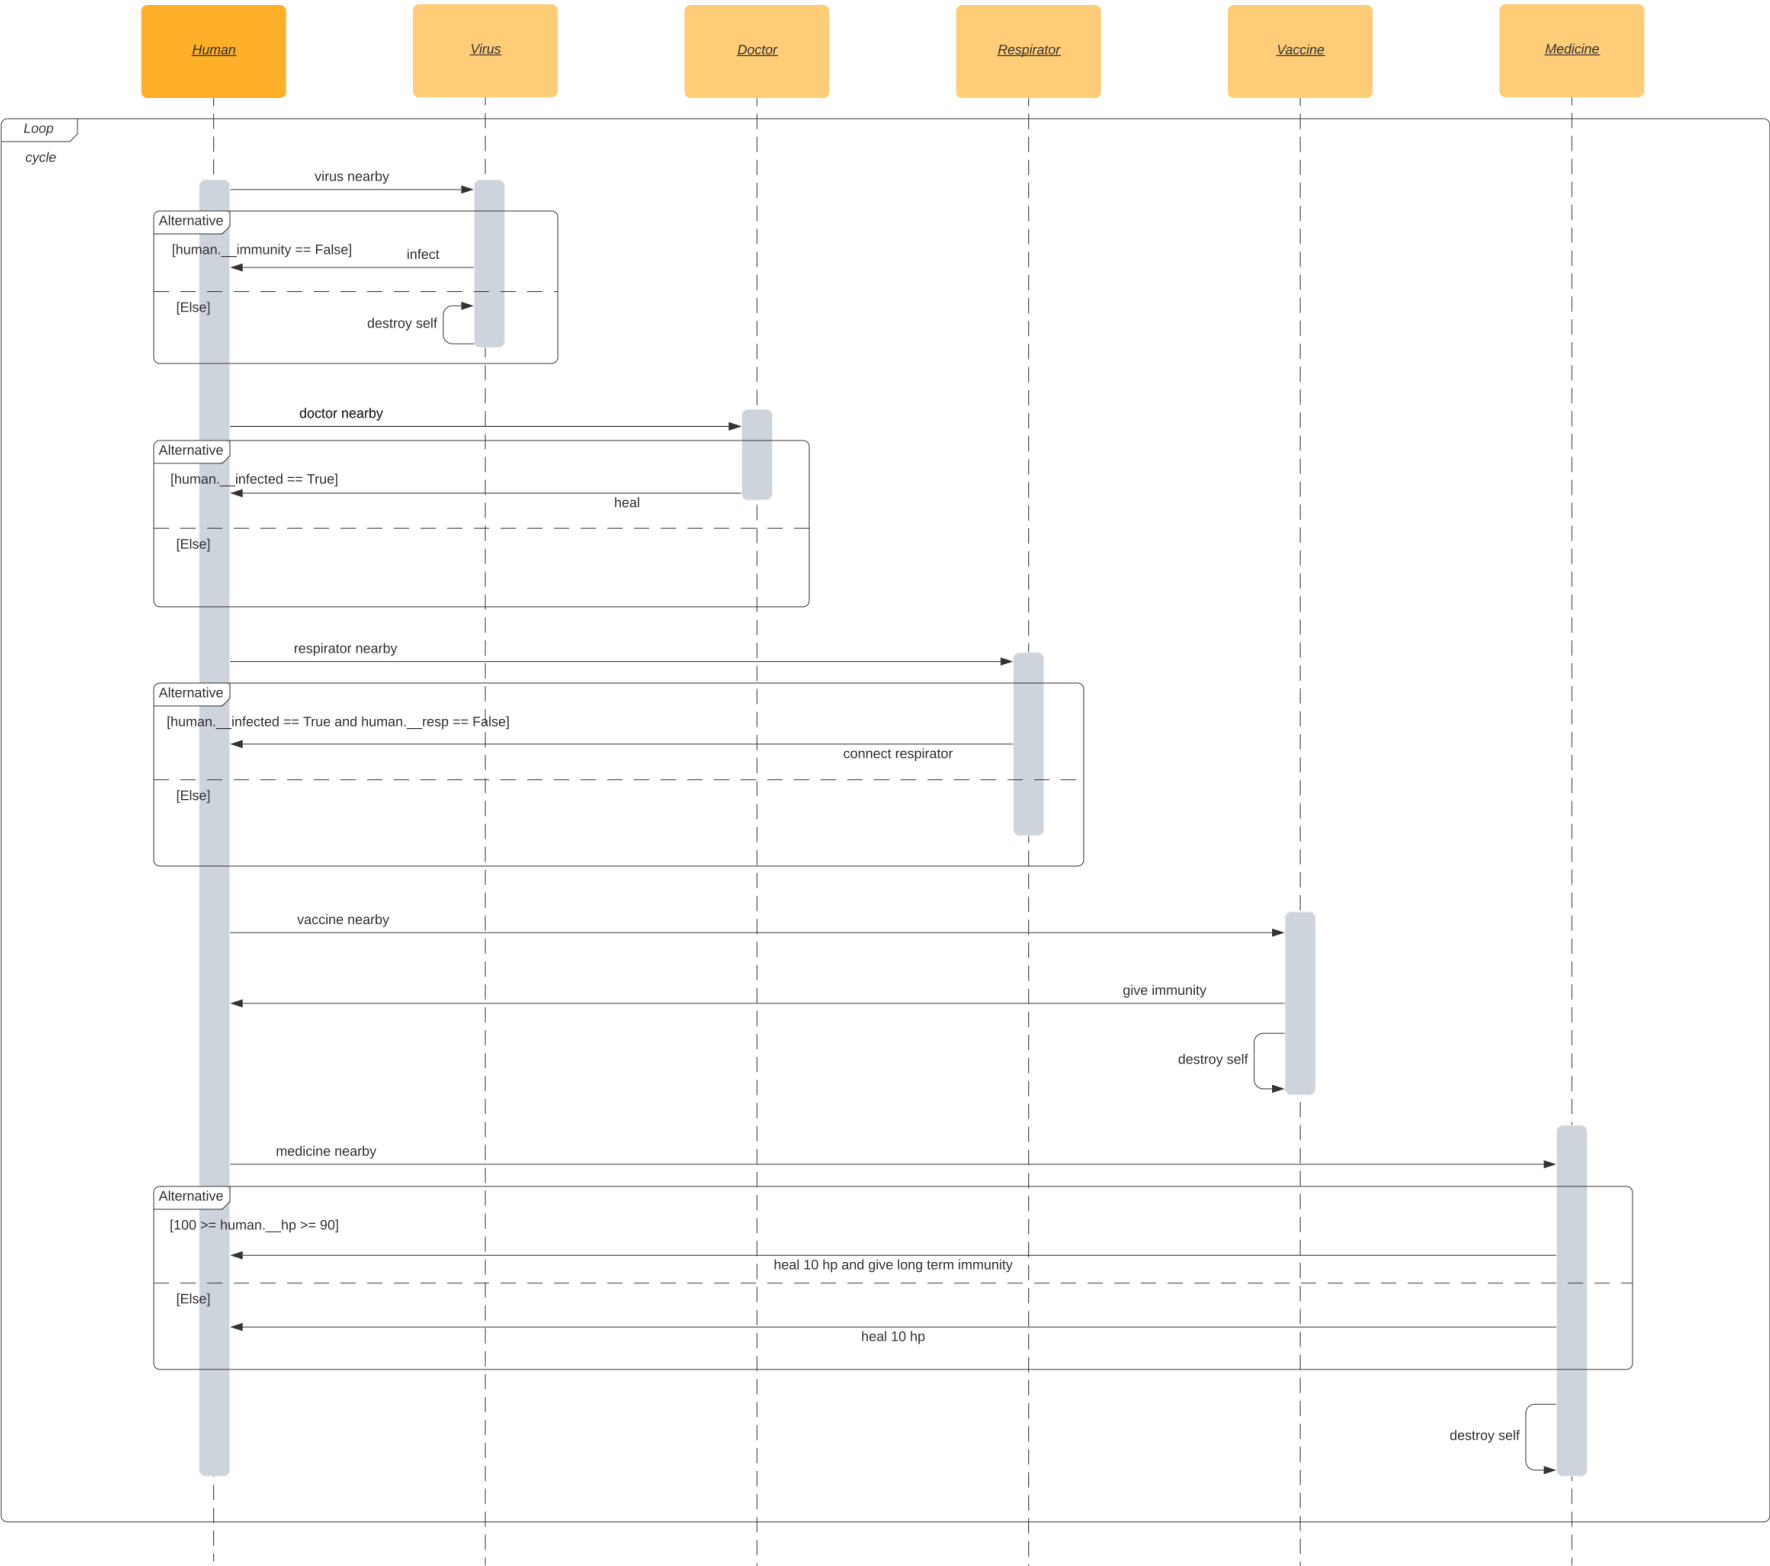 Human
Virus
Doctor
Respirator
Vaccine
Medicine
Loop
cycle
virus nearby
Alternative
[human.__immunity == False]
infect
[Else]
destroy self
doctor nearby
Alternative
[human.__infected == True]
heal
[Else]
respirator nearby
Alternative
[human.__infected == True and human.__resp == False]
connect respirator
[Else]
vaccine nearby
give immunity
destroy self
medicine nearby
Alternative
[100 >= human.__hp >= 90]
heal 10 hp and give long term immunity
[Else]
heal 10 hp
destroy self